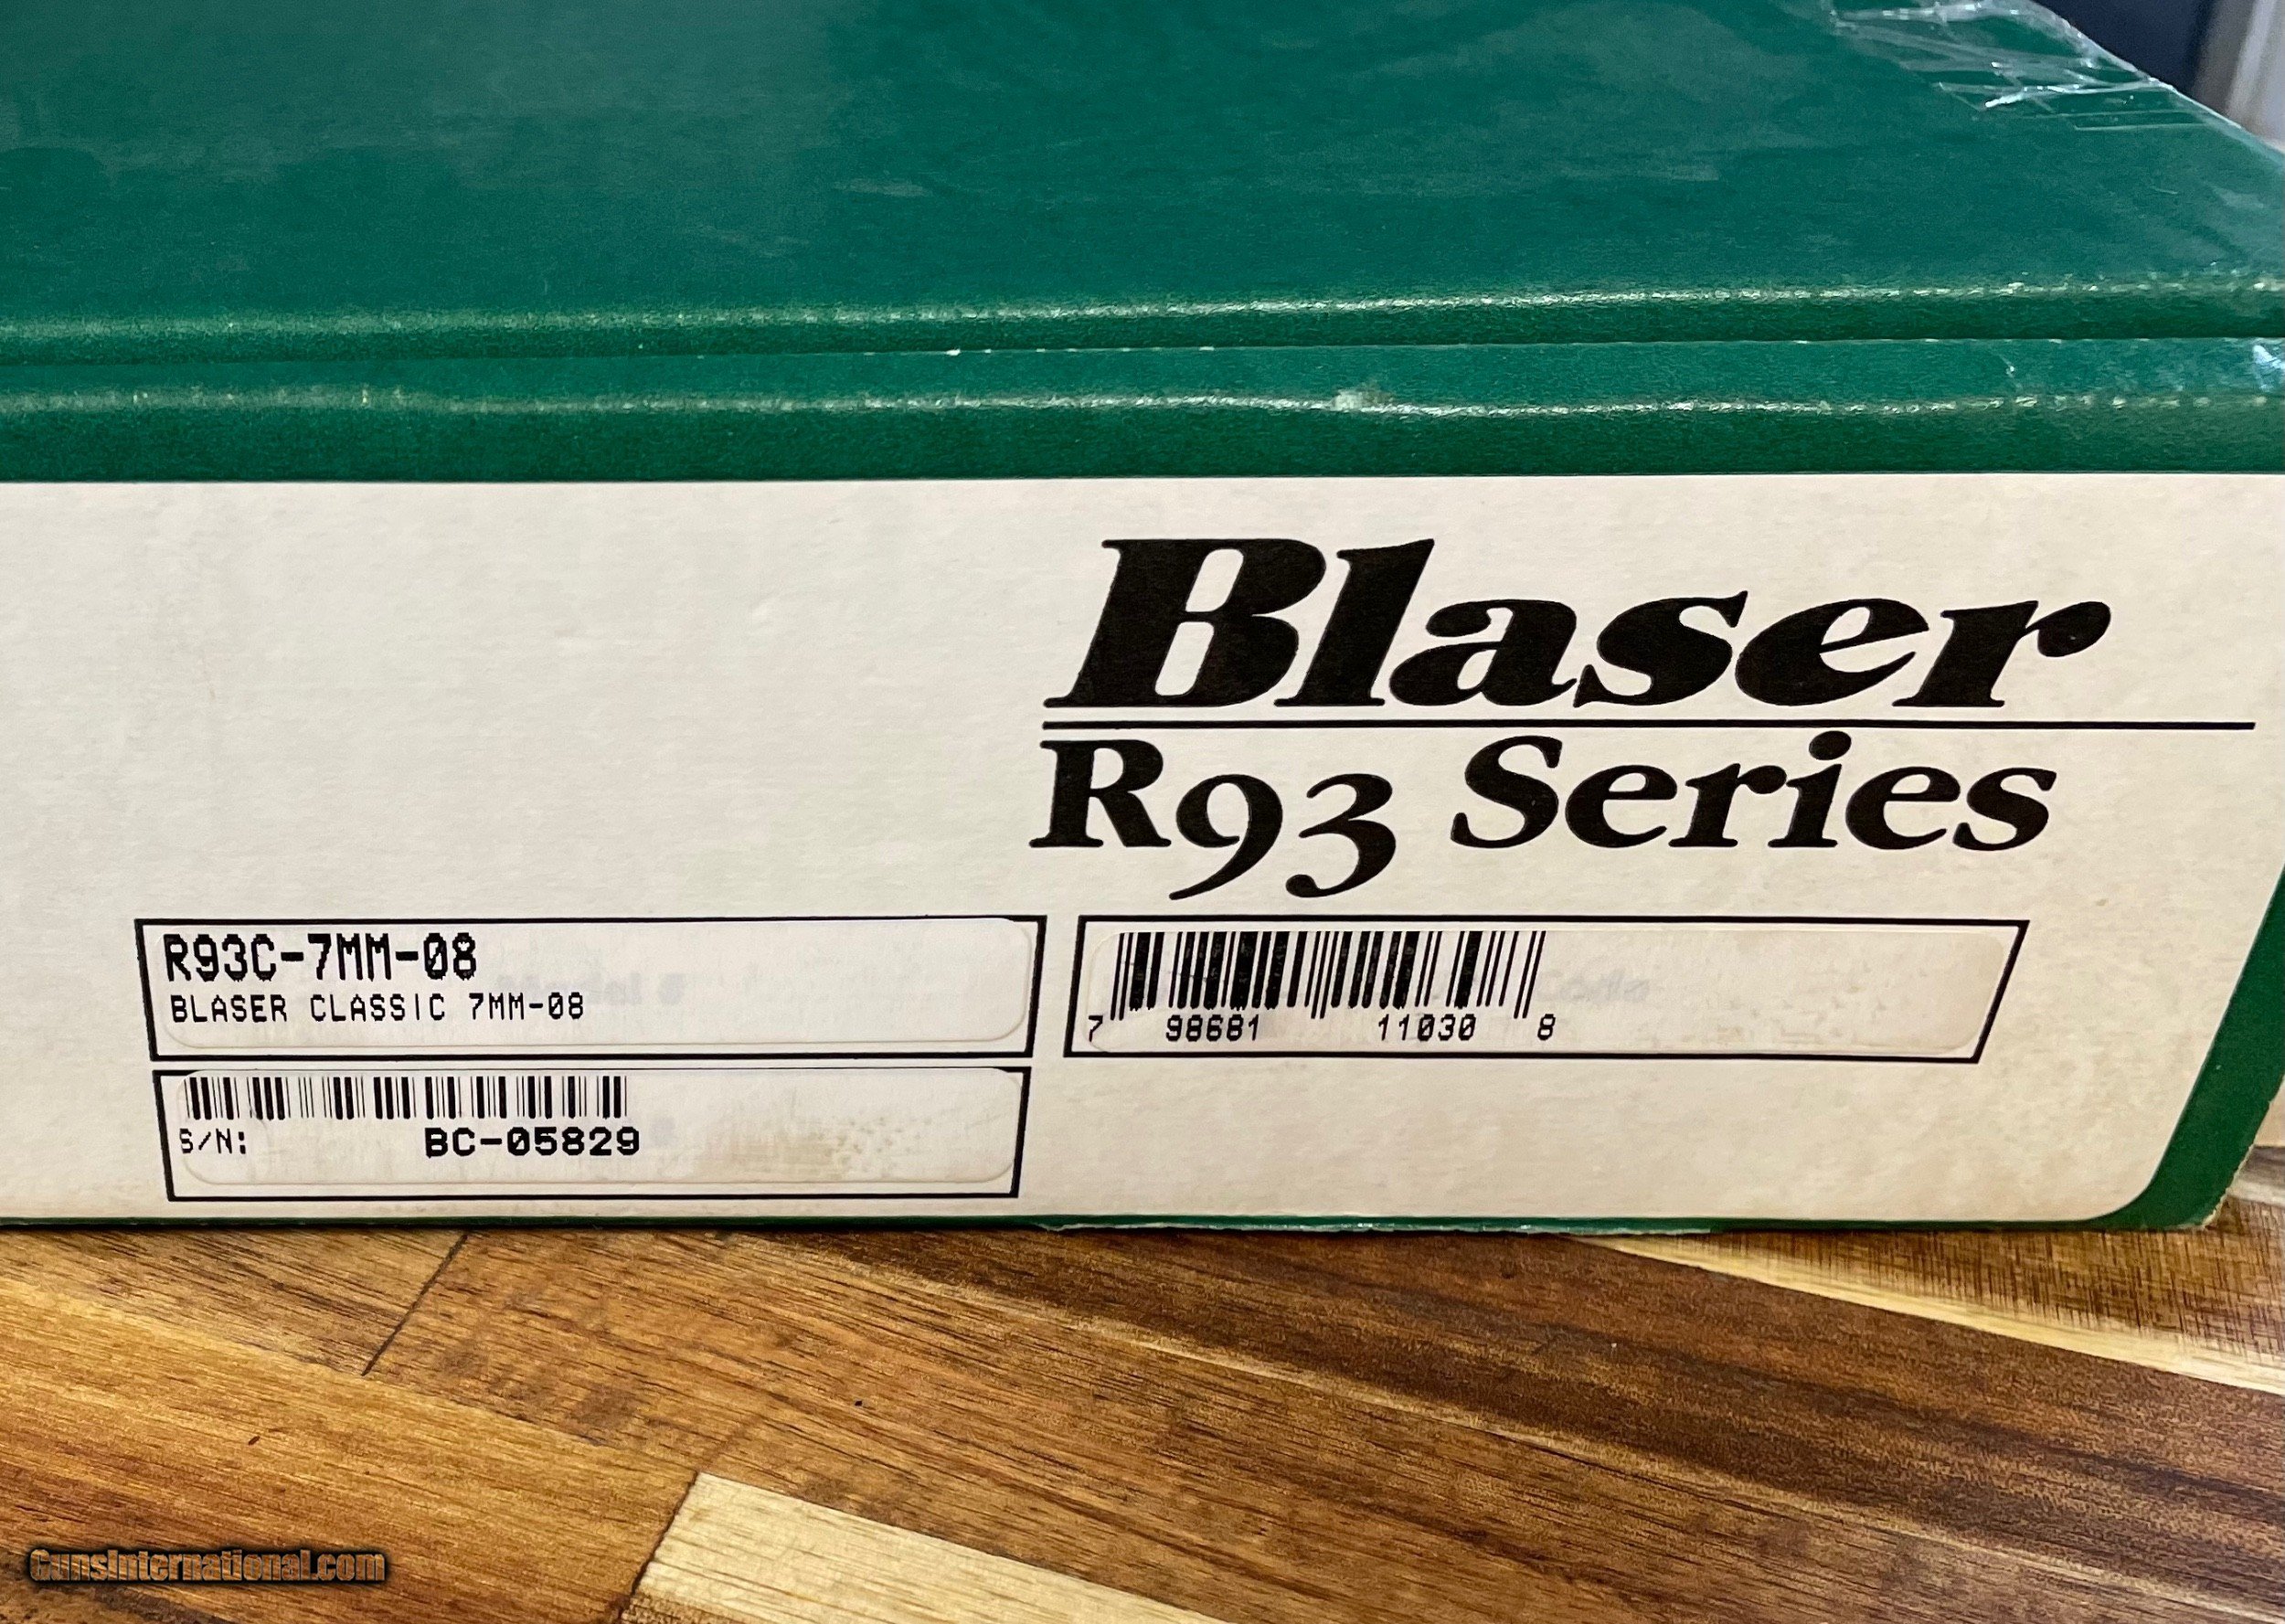 Blaser
R93 Series
R93C-7MM-08
BLASER CLASSIC 7MM-08
7 98681 11030 8
S/N: BC-05829
GunsInternational.com